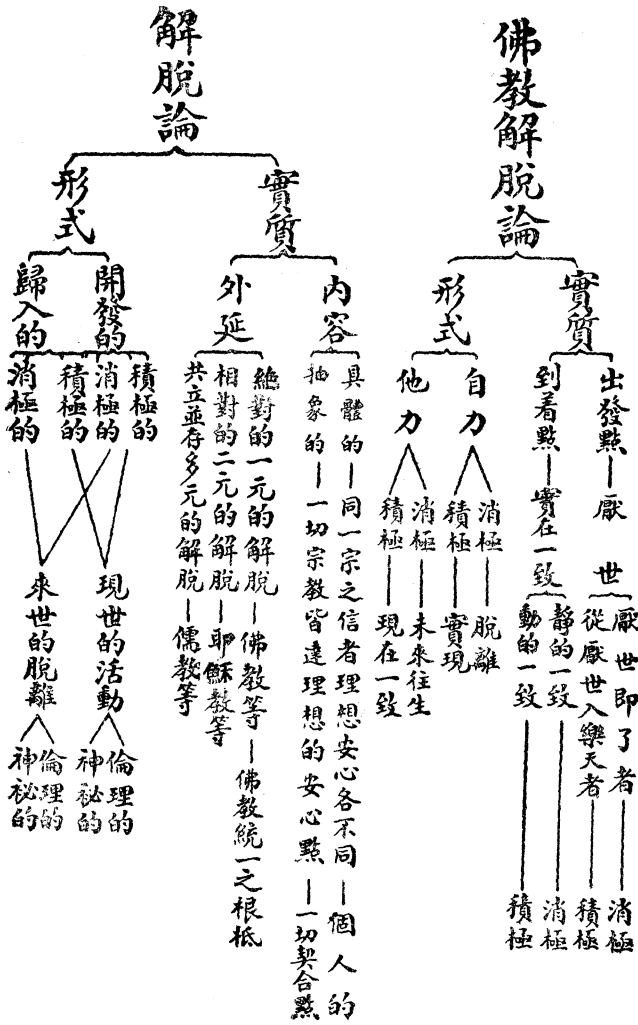 佛教解脫論
實質
出發點
厭世
厭世即了者
消極
從厭世入樂天者
積極
到着點
實在一致
靜的一致
消極
動的一致
積極
形式
自力
消極
脫離
積極
實現
他力
消極
未來往生
積極
現在一致
解脫論
實質
內容
具體的
同一宗之信者理想安心各不同
個人的
抽象的
一切宗教皆達理想的安心點
一切契合點
外延
絕對的一元的解脫
佛教等
佛教統一之根柢
相對的二元的解脫
耶穌教等
共立並存多元的解脫
儒教等
形式
開發的
積極的
消極的
歸入的
積極的
消極的
現世的活動
倫理的
神祕的
來世的脫離
倫理的
神祕的